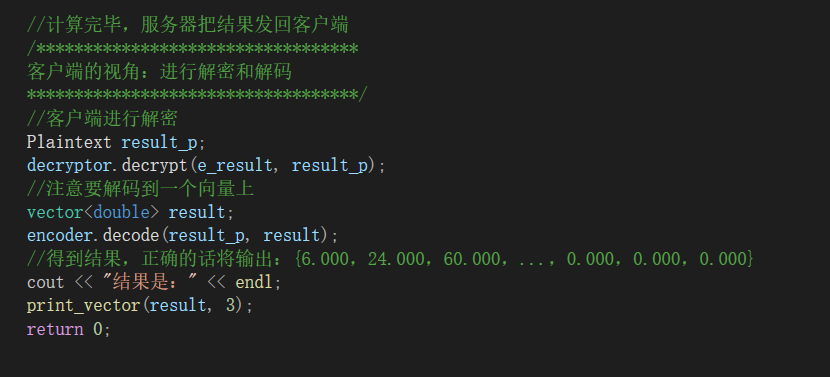 //计算完毕，服务器把结果发回客户端
/**********************************
客户端的视角：进行解密和解码
***********************************/
//客户端进行解密
Plaintext result_p;
decryptor.decrypt(e_result, result_p);
//注意要解码到一个向量上
vector<double> result;
encoder.decode(result_p, result);
//得到结果，正确的话将输出：{6.000，24.000，60.000，...，0.000，0.000，0.000}
cout << "结果是：" << endl;
print_vector(result, 3);
return 0;